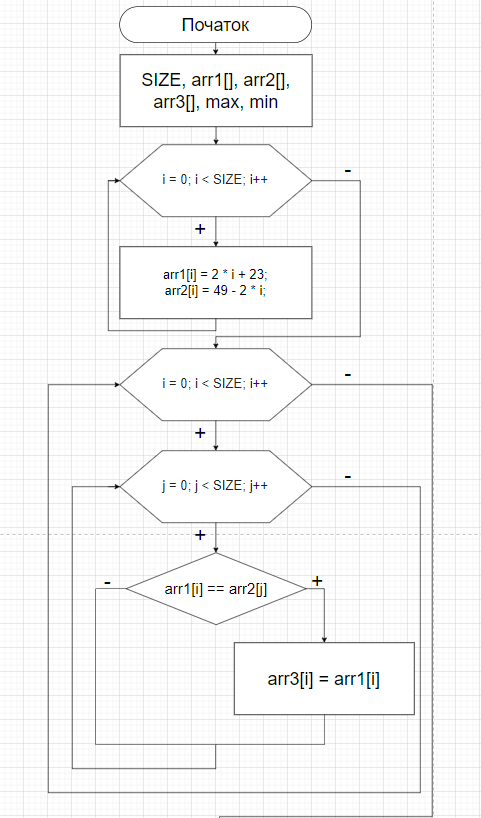 Початок
SIZE, arr1[], arr2[],
arr3[], max, min
i = 0; i < SIZE; i++
-
+
arr1[i] = 2 * i + 23;
arr2[i] = 49 - 2 * i;
i = 0; i < SIZE; i++
-
+
j = 0; j < SIZE; j++
-
+
-
arr1[i] == arr2[j]
+
arr3[i] = arr1[i]